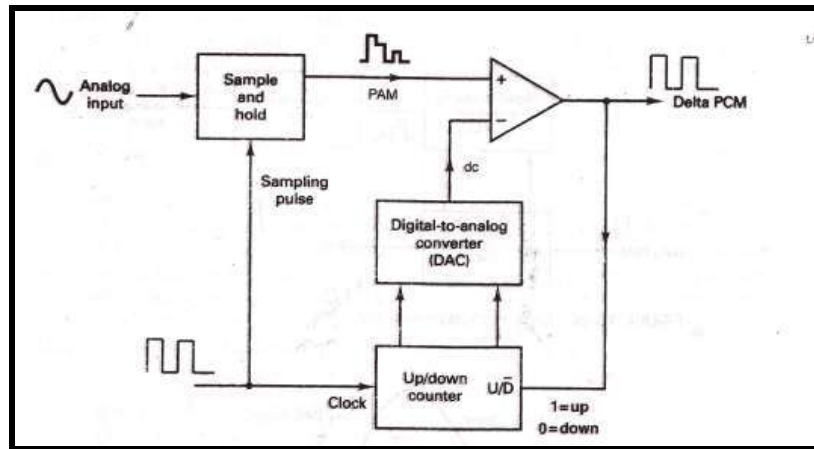 Analog
input
Sample
and
hold
PAM
+
−
Delta PCM
dc
Sampling
pulse
Digital-to-analog
converter
(DAC)
Clock
Up/down
counter
U/D̅
1=up
0=down